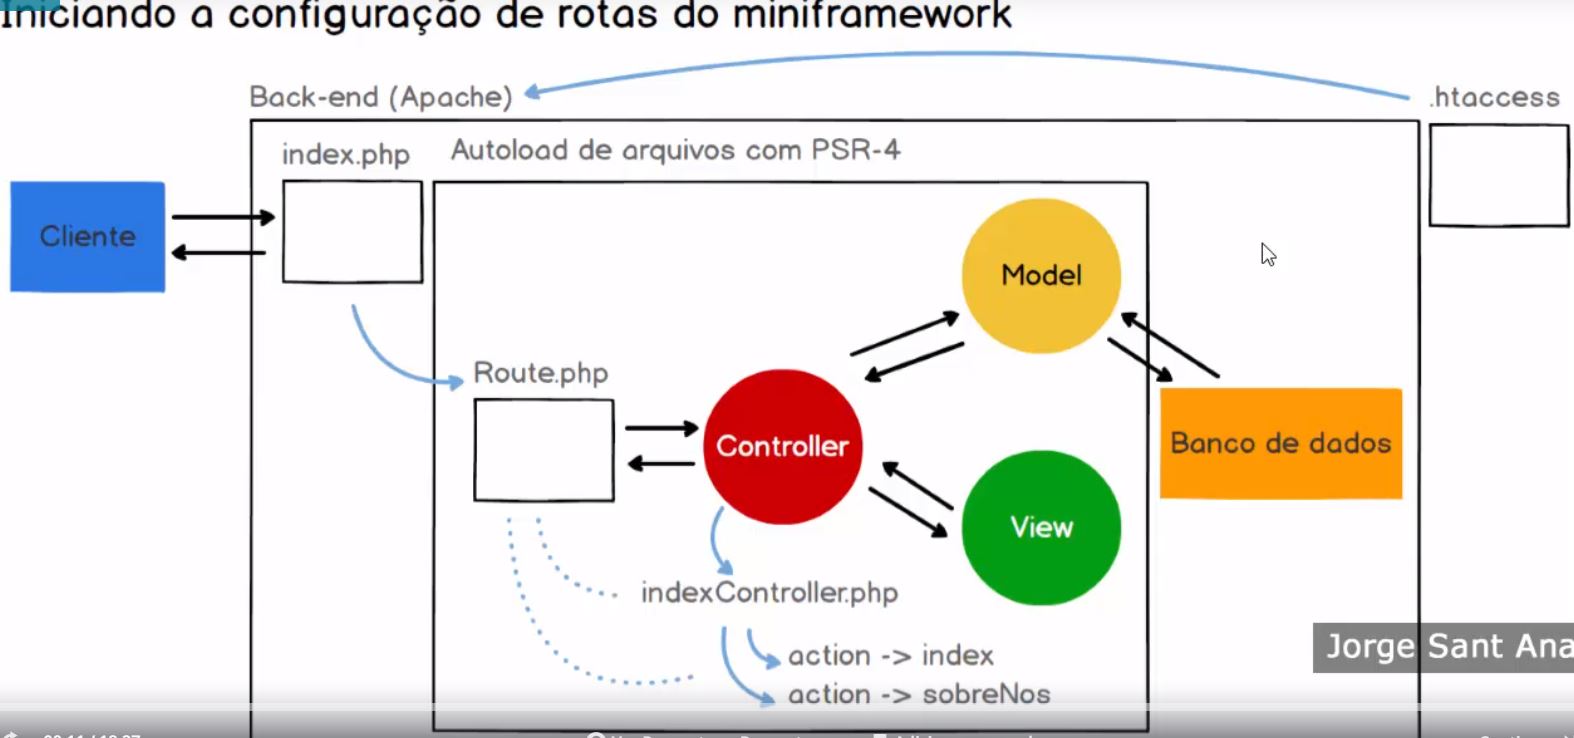 Iniciando a configuração de rotas do miniframework
Back-end (Apache)
.htaccess
index.php
Autoload de arquivos com PSR-4
Cliente
Model
Route.php
Controller
Banco de dados
View
indexController.php
Jorge Sant Ana
action -> index
action -> sobreNos